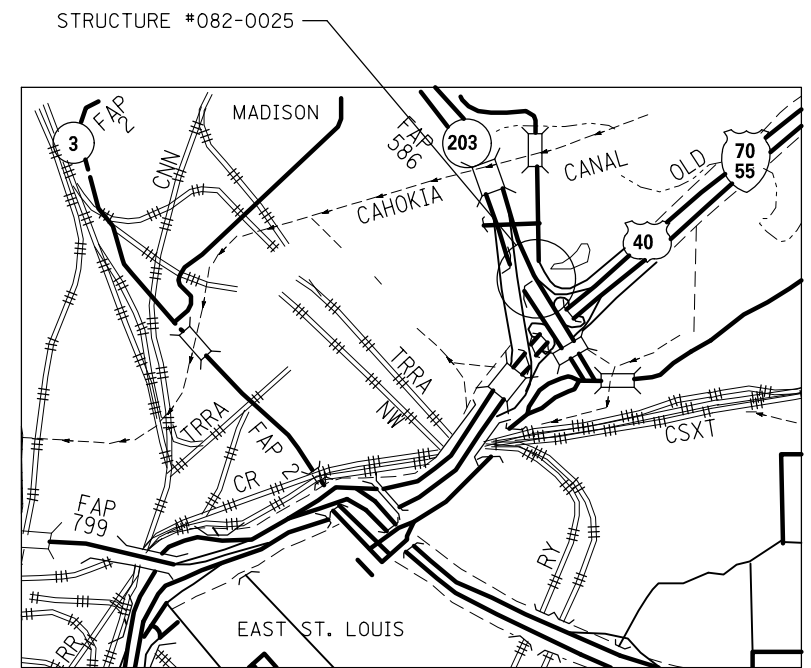 STRUCTURE #082-0025
FAP
2
3
MADISON
CNN
FAP
586
203
CAHOKIA
CANAL
OLD
70
55
40
TRRA
NW
TRRA
FAP
2
CR
CSXT
FAP
799
RY
RR
EAST ST. LOUIS